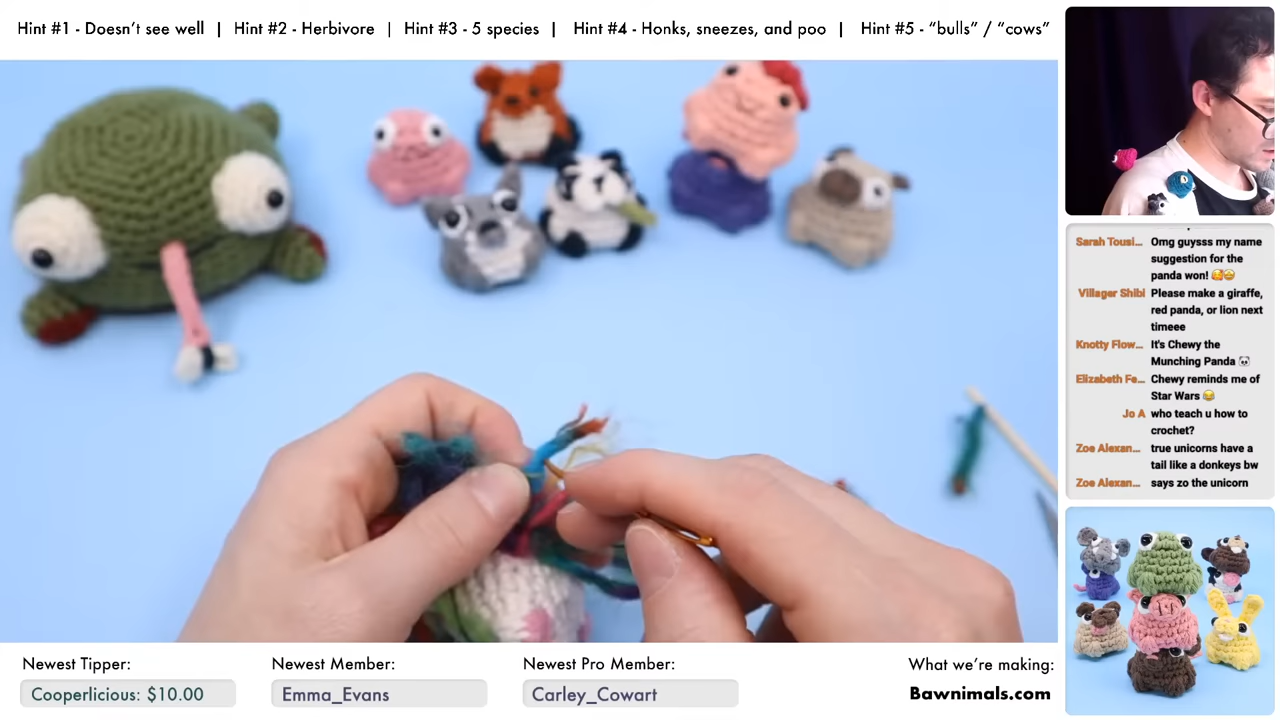 Hint #1 - Doesn't see well | Hint #2 - Herbivore | Hint #3 - 5 species | Hint #4 - Honks, sneezes, and poo | Hint #5 - “bulls” / “cows”
Sarah Tousi... Omg guysss my name
suggestion for the
panda won! 🥰🤩
Villager Shibi Please make a giraffe,
red panda, or lion next
timeee
Knotty Flow... It's Chewy the
Munching Panda 🐼
Elizabeth Fe... Chewy reminds me of
Star Wars 😂
Jo A who teach u how to
crochet?
Zoe Alexan... true unicorns have a
tail like a donkeys bw
Zoe Alexan... says zo the unicorn
Newest Tipper: Newest Member: Newest Pro Member: What we're making:
Cooperlicious: $10.00 Emma_Evans Carley_Cowart Bawnimals.com